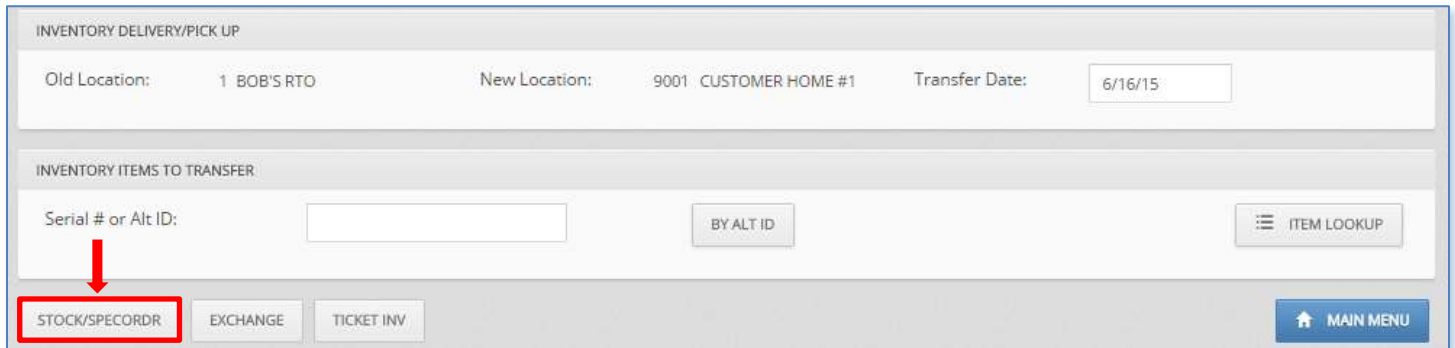 INVENTORY DELIVERY/PICK UP
Old Location: 1 BOB'S RTO New Location: 9001 CUSTOMER HOME #1 Transfer Date: 6/16/15
INVENTORY ITEMS TO TRANSFER
Serial # or Alt ID: BY ALT ID ITEM LOOKUP
STOCK/SPECORDR EXCHANGE TICKET INV MAIN MENU